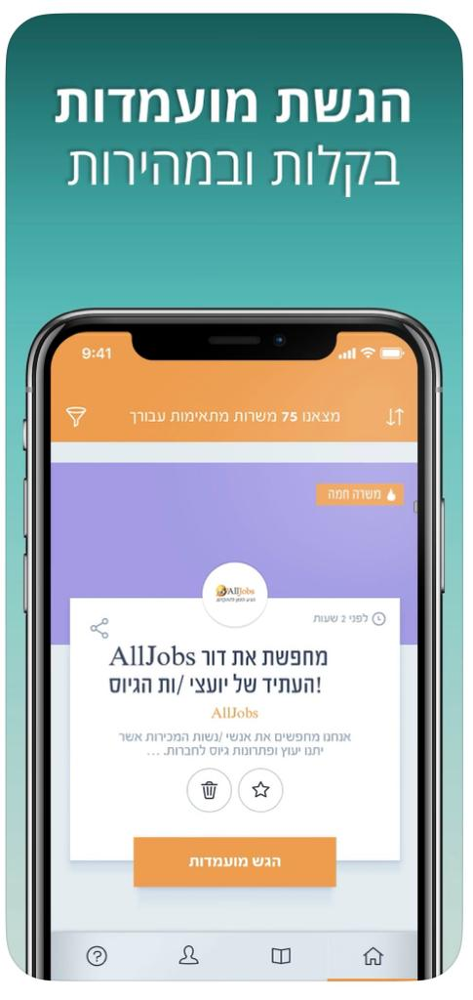 הגשת מועמדות
בקלות ובמהירות
9:41
מצאנו 75 משרות מתאימות עבורך
משרה חמה
AllJobs
לפני 2 שעות
AllJobs מחפשת את דור
העתיד של יועצי /ות הגיוס!
AllJobs
אנחנו מחפשים את אנשי /נשות המכירות אשר
יתנו יעוץ ופתרונות גיוס לחברות. ...
הגש מועמדות